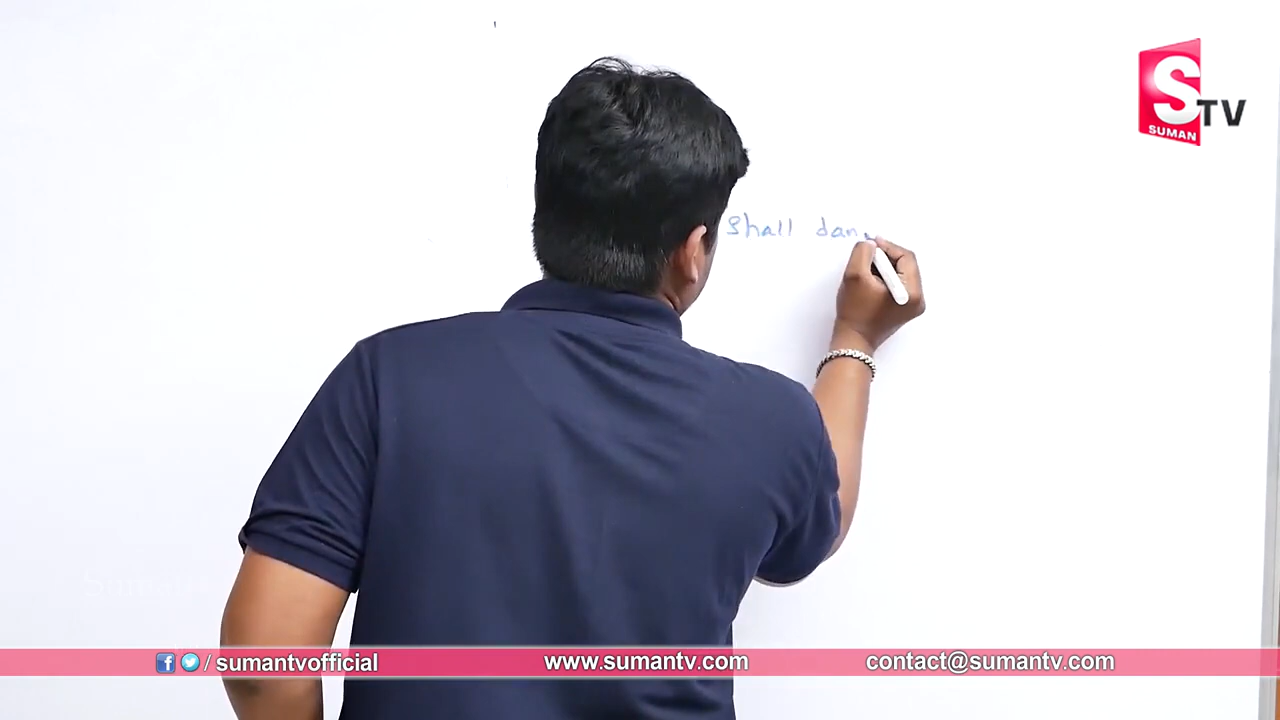 S
SUMAN
TV
shall dan
/ sumantvofficial
www.sumantv.com
contact@sumantv.com